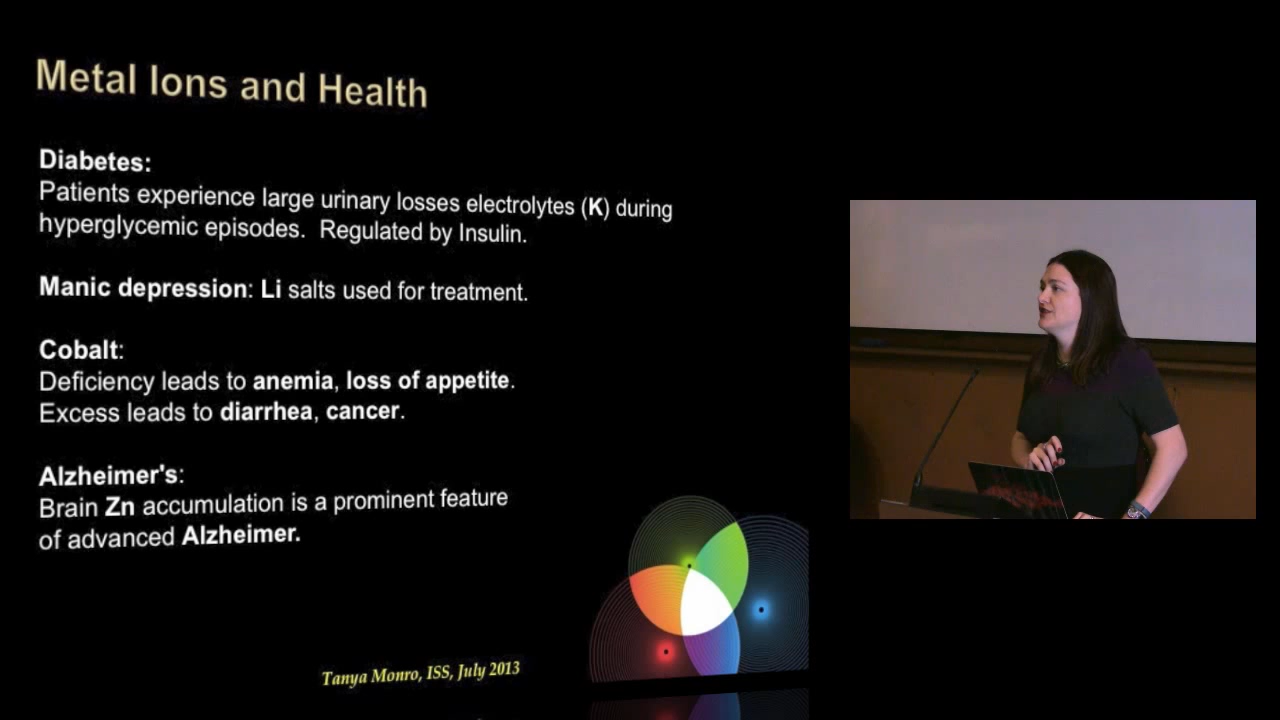 Metal Ions and Health
Diabetes:
Patients experience large urinary losses electrolytes (K) during
hyperglycemic episodes. Regulated by Insulin.
Manic depression: Li salts used for treatment.
Cobalt:
Deficiency leads to anemia, loss of appetite.
Excess leads to diarrhea, cancer.
Alzheimer's:
Brain Zn accumulation is a prominent feature
of advanced Alzheimer.
Tanya Monro, ISS, July 2013